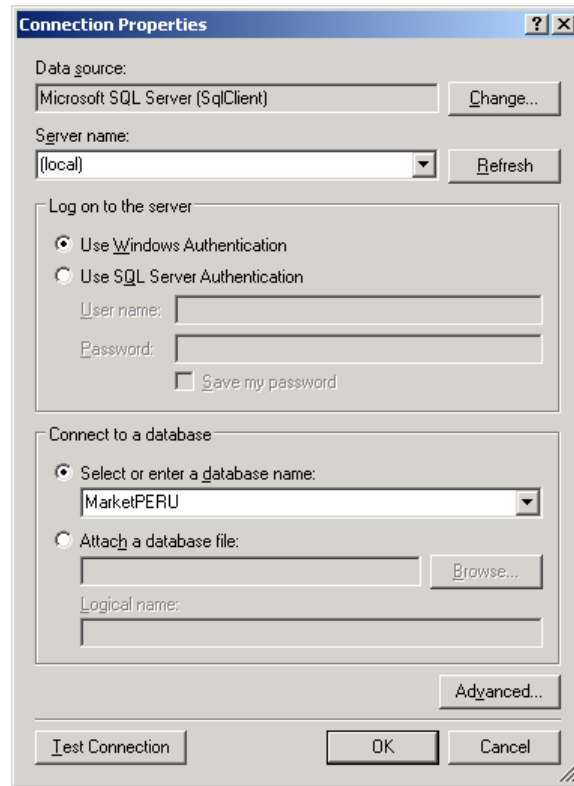 Connection Properties
Data source:
Microsoft SQL Server (SqlClient)
Change...
Server name:
(local)
Refresh
Log on to the server
Use Windows Authentication
Use SQL Server Authentication
User name:
Password:
Save my password
Connect to a database
Select or enter a database name:
MarketPERU
Attach a database file:
Browse...
Logical name:
Advanced...
Test Connection
OK
Cancel